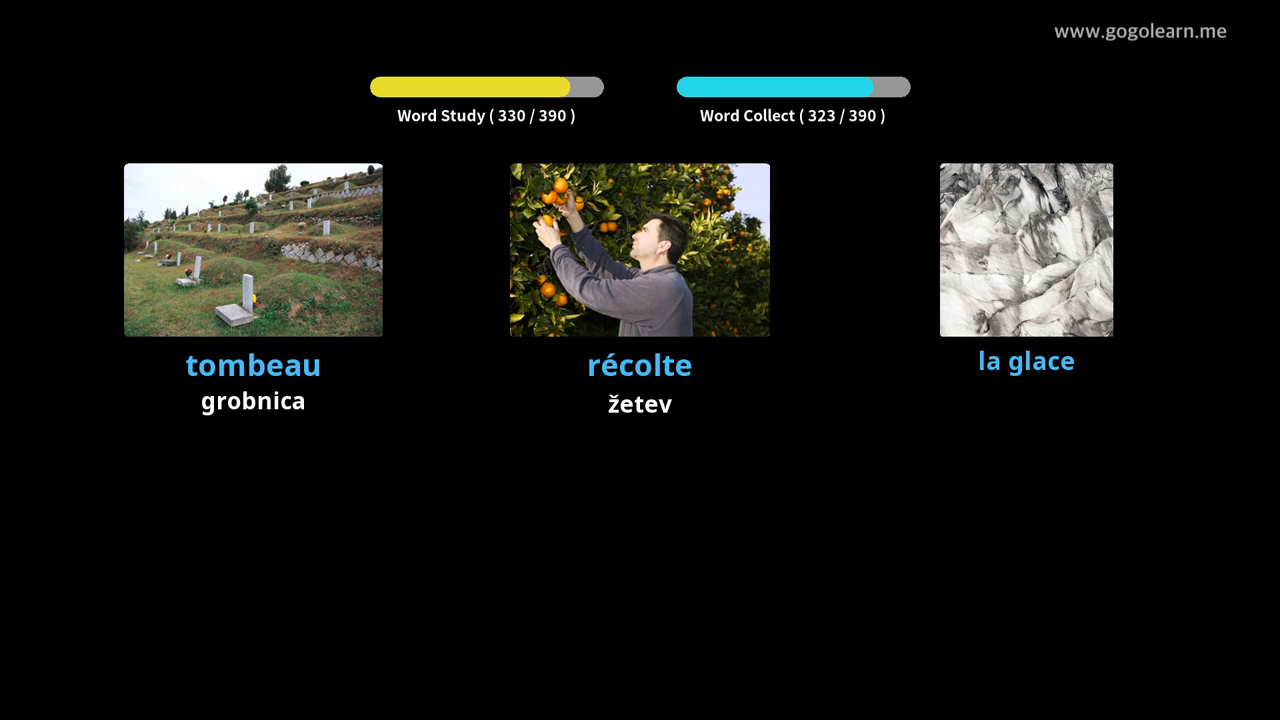 www.gogolearn.me
Word Study ( 330 / 390 )
Word Collect ( 323 / 390 )
tombeau
grobnica
récolte
žetev
la glace